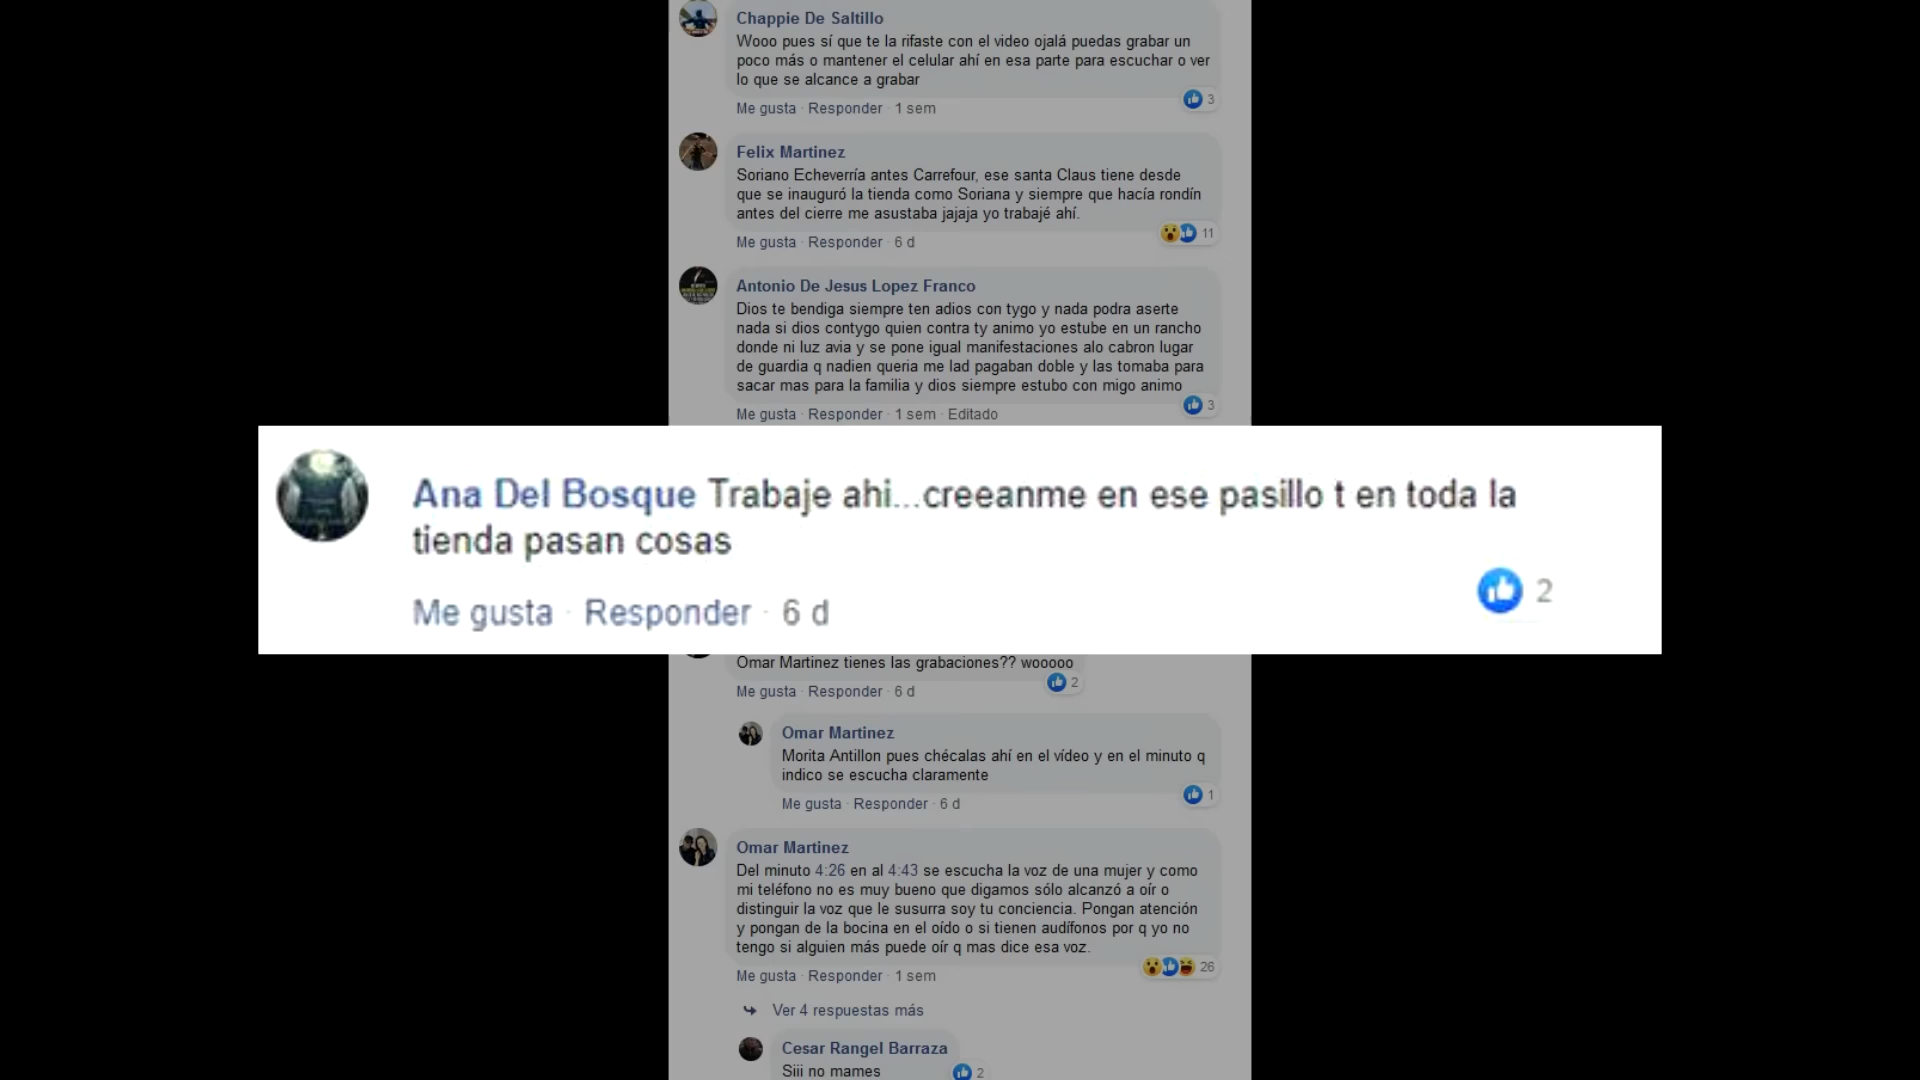 Chappie De Saltillo
Wooo pues sí que te la rifaste con el video ojalá puedas grabar un
poco más o mantener el celular ahí en esa parte para escuchar o ver
lo que se alcance a grabar
Me gusta · Responder · 1 sem
3
Felix Martinez
Soriano Echeverría antes Carrefour, ese santa Claus tiene desde
que se inauguró la tienda como Soriana y siempre que hacía rondín
antes del cierre me asustaba jajaja yo trabajé ahí.
Me gusta · Responder · 6 d
11
Antonio De Jesus Lopez Franco
Dios te bendiga siempre ten adios con tygo y nada podra aserte
nada si dios contygo quien contra ty animo yo estube en un rancho
donde ni luz avia y se pone igual manifestaciones alo cabron lugar
de guardia q nadien queria me lad pagaban doble y las tomaba para
sacar mas para la familia y dios siempre estubo con migo animo
Me gusta · Responder · 1 sem · Editado
3
Ana Del Bosque Trabaje ahi...creeanme en ese pasillo t en toda la
tienda pasan cosas
Me gusta · Responder · 6 d
2
Omar Martinez tienes las grabaciones?? wooooo
Me gusta · Responder · 6 d
2
Omar Martinez
Morita Antillon pues chécalas ahí en el vídeo y en el minuto q
indico se escucha claramente
Me gusta · Responder · 6 d
1
Omar Martinez
Del minuto 4:26 en al 4:43 se escucha la voz de una mujer y como
mi teléfono no es muy bueno que digamos sólo alcanzó a oír o
distinguir la voz que le susurra soy tu conciencia. Pongan atención
y pongan de la bocina en el oído o si tienen audífonos por q yo no
tengo si alguien más puede oír q mas dice esa voz.
Me gusta · Responder · 1 sem
26
Ver 4 respuestas más
Cesar Rangel Barraza
Siii no mames
2